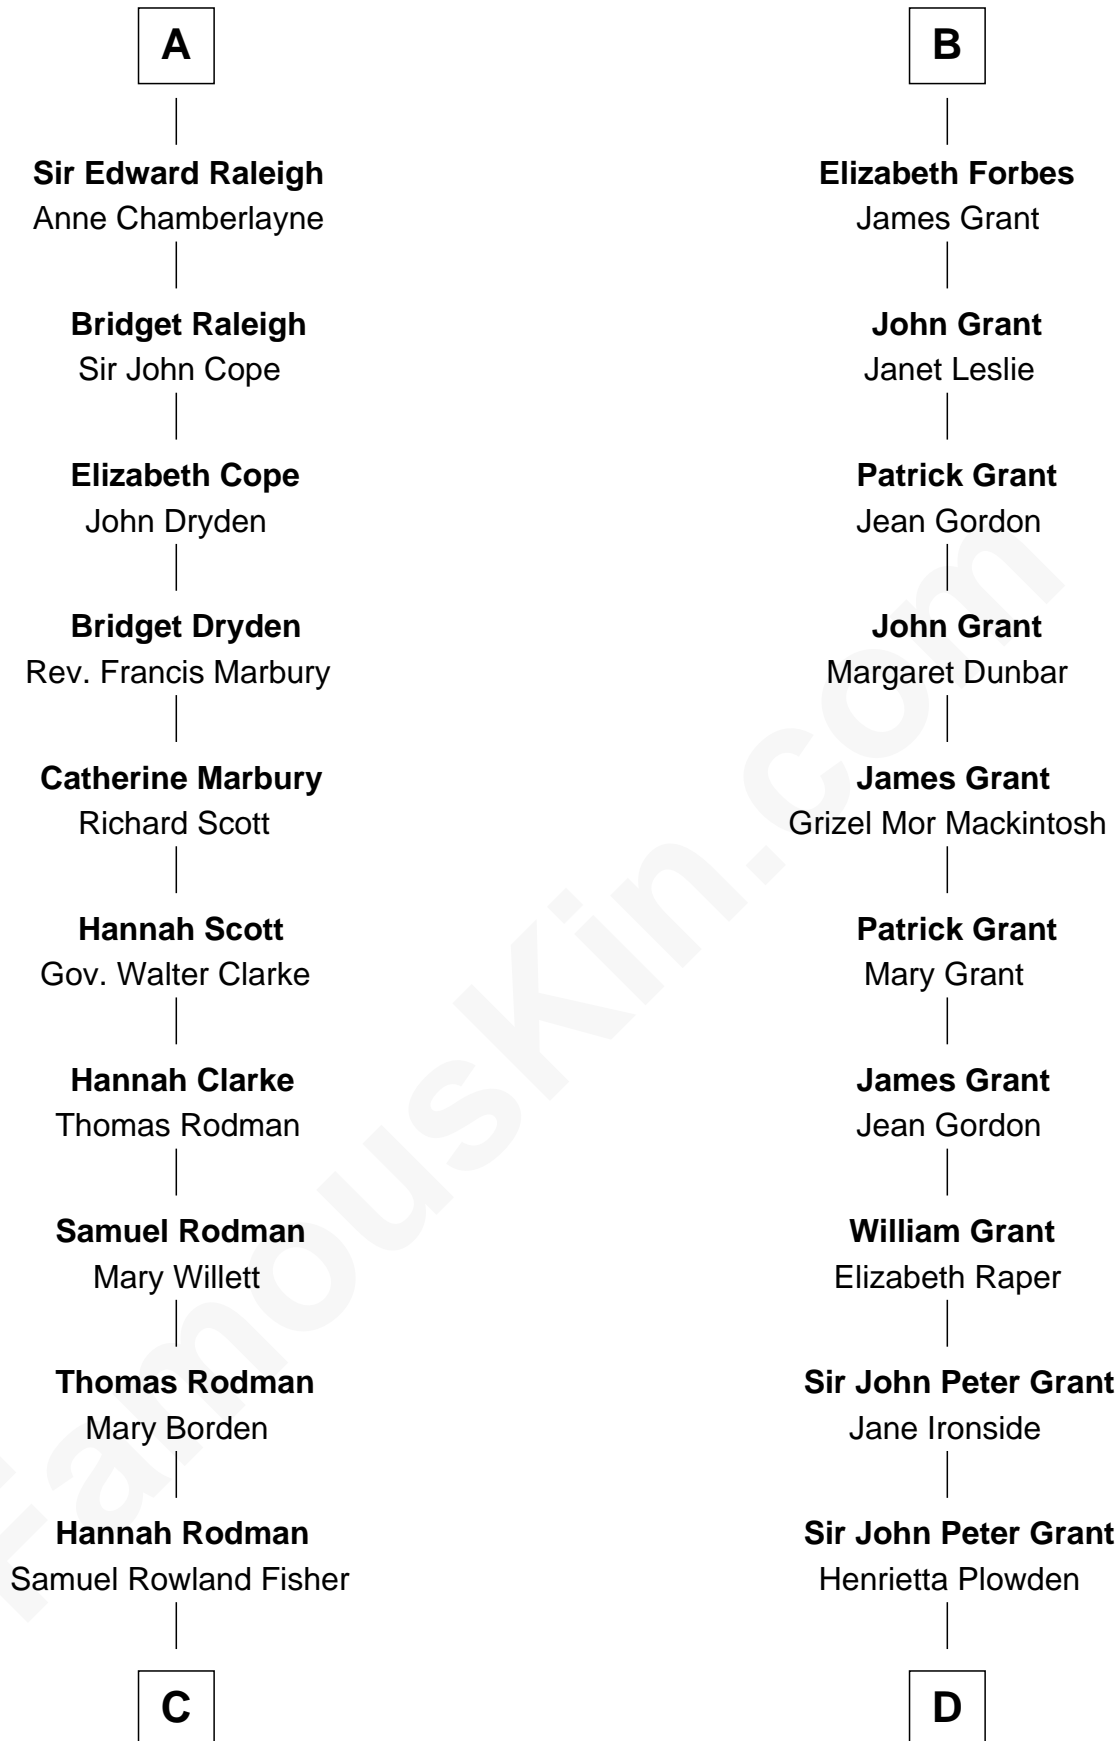 A
Sir Edward Raleigh
Anne Chamberlayne
Bridget Raleigh
Sir John Cope
Elizabeth Cope
John Dryden
Bridget Dryden
Rev. Francis Marbury
Catherine Marbury
Richard Scott
Hannah Scott
Gov. Walter Clarke
Hannah Clarke
Thomas Rodman
Samuel Rodman
Mary Willett
Thomas Rodman
Mary Borden
Hannah Rodman
Samuel Rowland Fisher
C
B
Elizabeth Forbes
James Grant
John Grant
Janet Leslie
Patrick Grant
Jean Gordon
John Grant
Margaret Dunbar
James Grant
Grizel Mor Mackintosh
Patrick Grant
Mary Grant
James Grant
Jean Gordon
William Grant
Elizabeth Raper
Sir John Peter Grant
Jane Ironside
Sir John Peter Grant
Henrietta Plowden
D
FamousKin.com